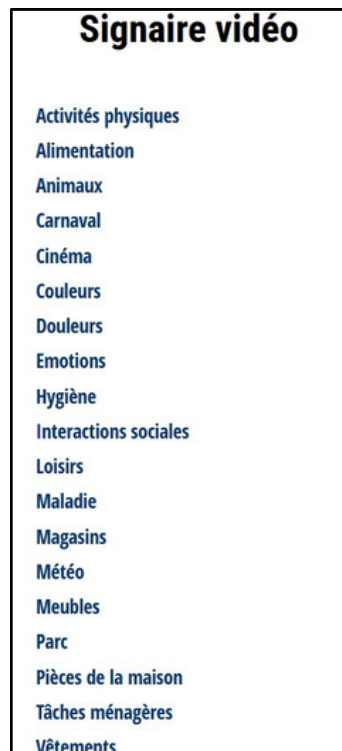 Signaire vidéo
Activités physiques
Alimentation
Animaux
Carnaval
Cinéma
Couleurs
Douleurs
Emotions
Hygiène
Interactions sociales
Loisirs
Maladie
Magasins
Météo
Meubles
Parc
Pièces de la maison
Tâches ménagères
Vêtements